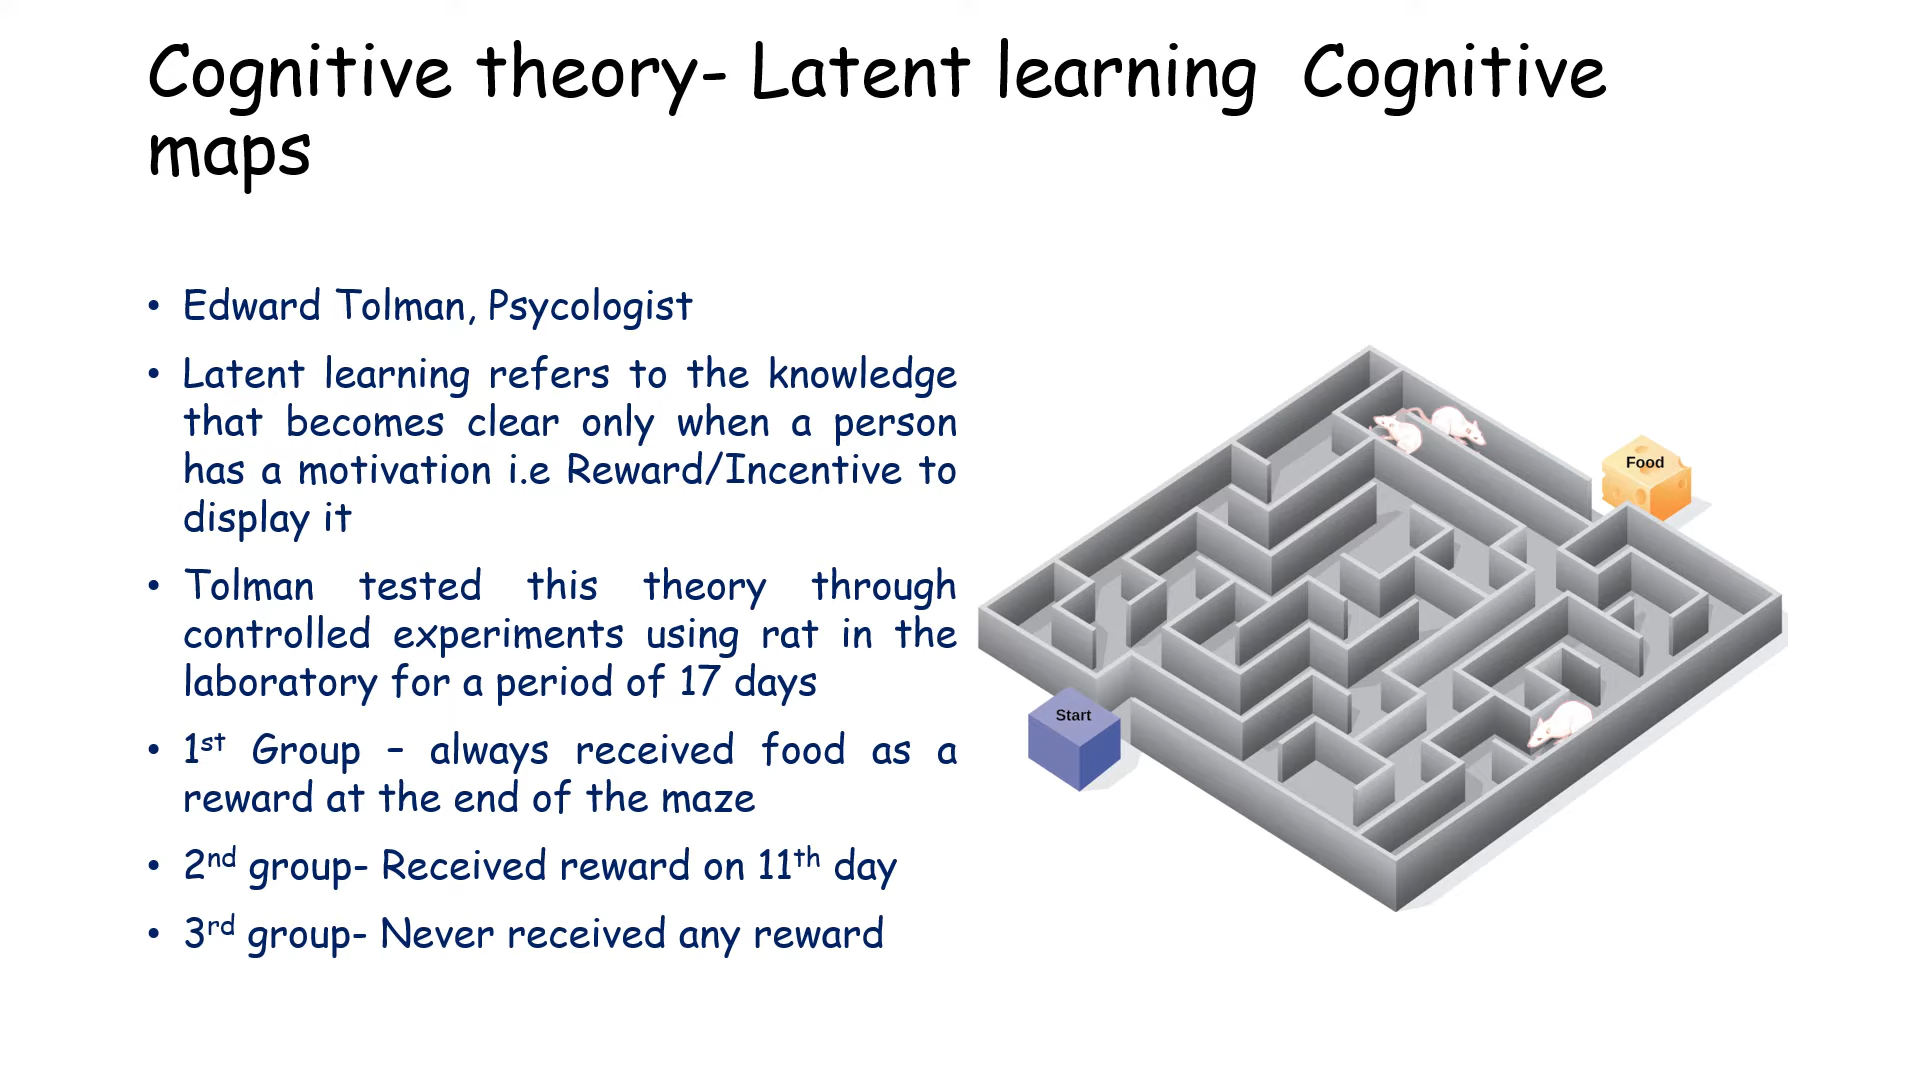 Cognitive theory- Latent learning  Cognitive
maps
• Edward Tolman, Psycologist
• Latent learning refers to the knowledge
that becomes clear only when a person
has a motivation i.e Reward/Incentive to
display it
• Tolman tested this theory through
controlled experiments using rat in the
laboratory for a period of 17 days
• 1st Group – always received food as a
reward at the end of the maze
• 2nd group- Received reward on 11th day
• 3rd group- Never received any reward
Food
Start